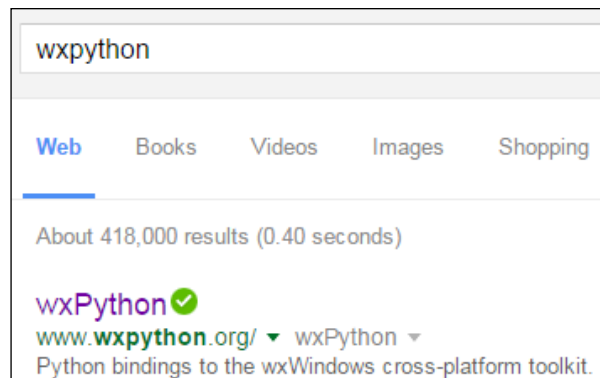 wxpython
Web Books Videos Images Shopping
About 418,000 results (0.40 seconds)
wxPython
www.wxpython.org/ wxPython
Python bindings to the wxWindows cross-platform toolkit.